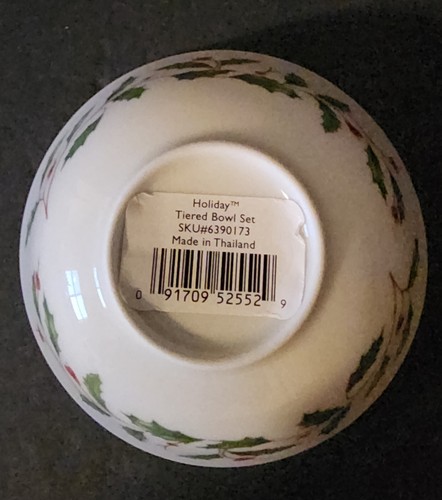 Holiday™
Tiered Bowl Set
SKU#6390173
Made in Thailand
0 91709 52552 9